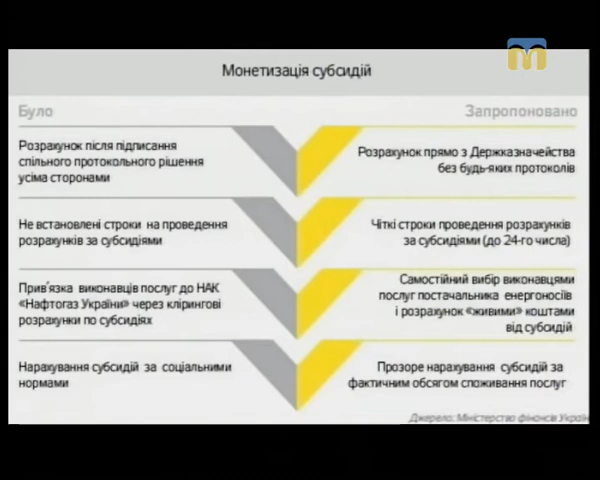 Монетизація субсидій
Було
Запропоновано
Розрахунок після підписання
спільного протокольного рішення
усіма сторонами
Розрахунок прямо з Держказначейства
без будь-яких протоколів
Не встановлені строки на проведення
розрахунків за субсидіями
Чіткі строки проведення розрахунків
за субсидіями (до 24-го числа)
Прив'язка виконавців послуг до НАК
«Нафтогаз України» через клірингові
розрахунки по субсидіях
Самостійний вибір виконавцями
послуг постачальника енергоносіїв
і розрахунок «живими» коштами
від субсидій
Нарахування субсидій за соціальними
нормами
Прозоре нарахування субсидій за
фактичним обсягом споживання послуг
Джерело: Міністерство фінонсів Україн